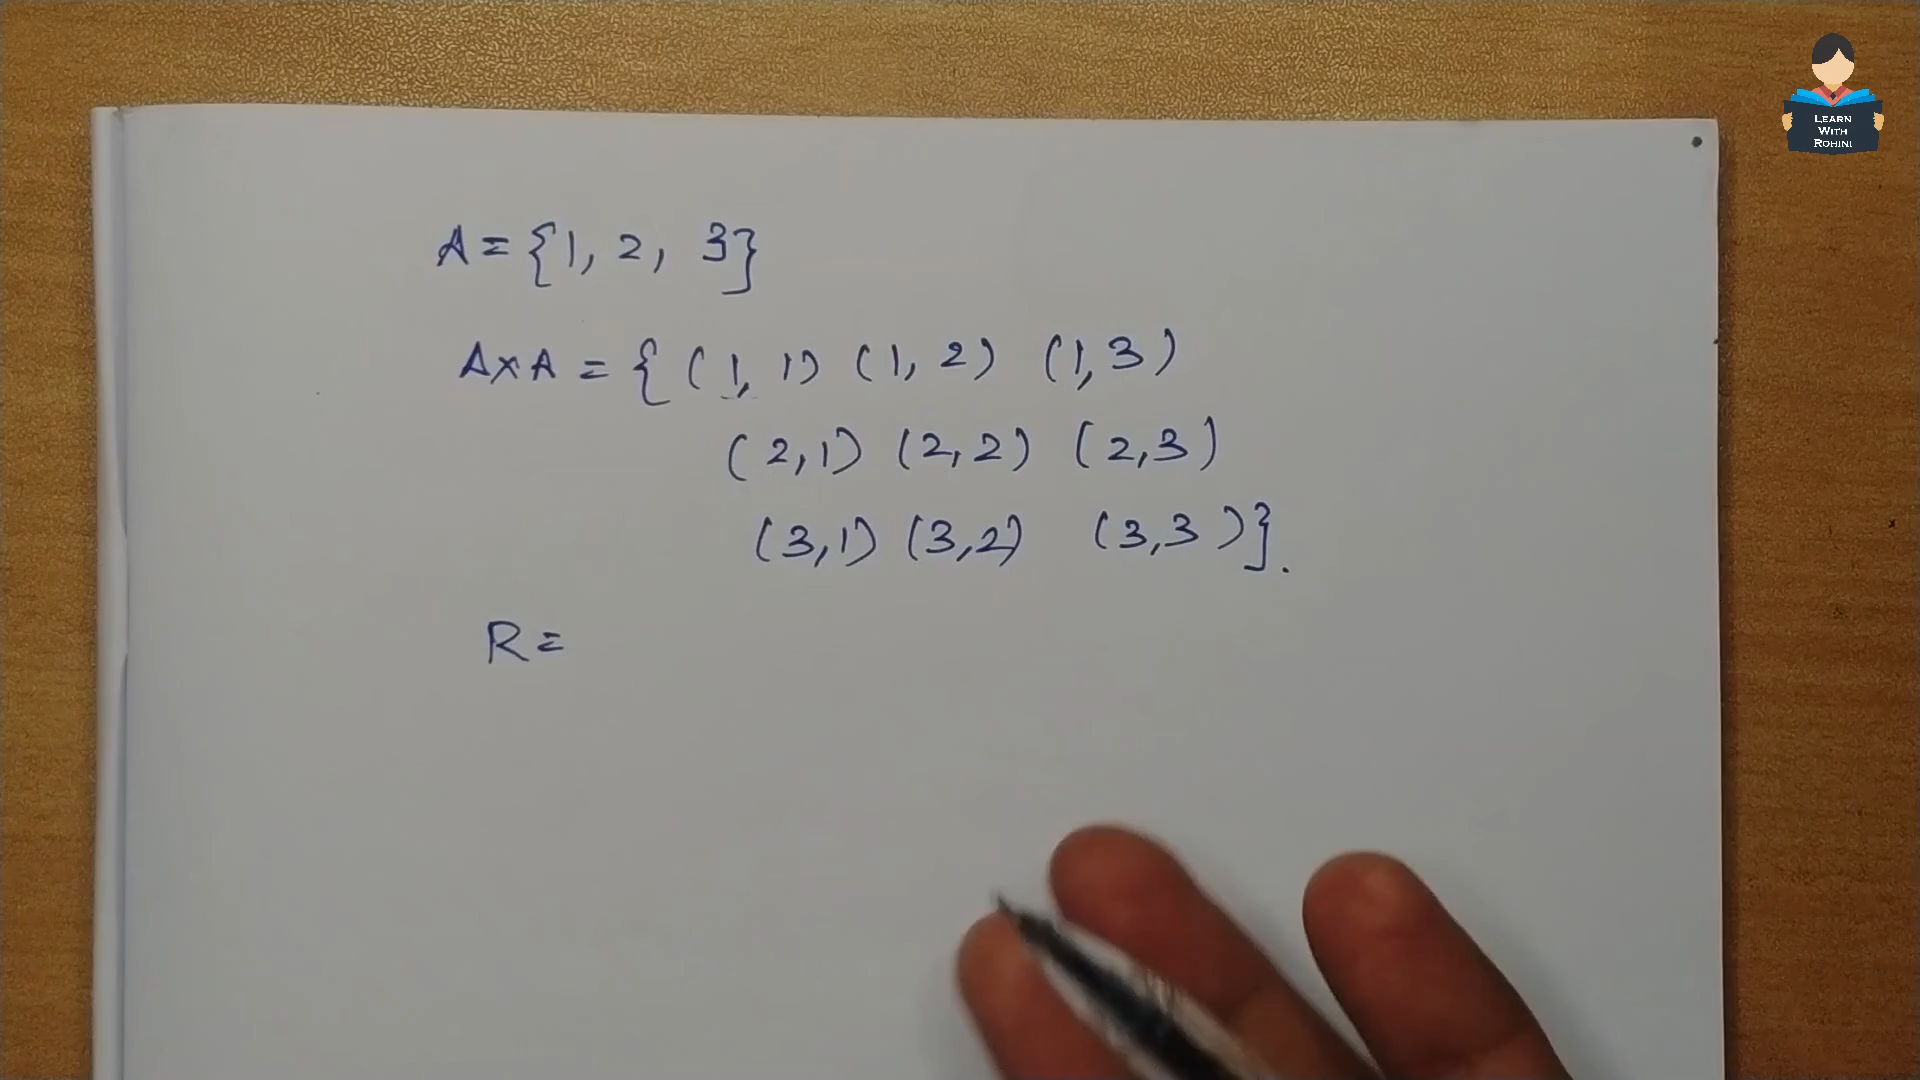 LEARN
WITH
ROHINI
A = {1, 2, 3}
A×A = { (1, 1) (1, 2) (1, 3)
(2, 1) (2, 2) (2, 3)
(3, 1) (3, 2) (3, 3)}.
R =